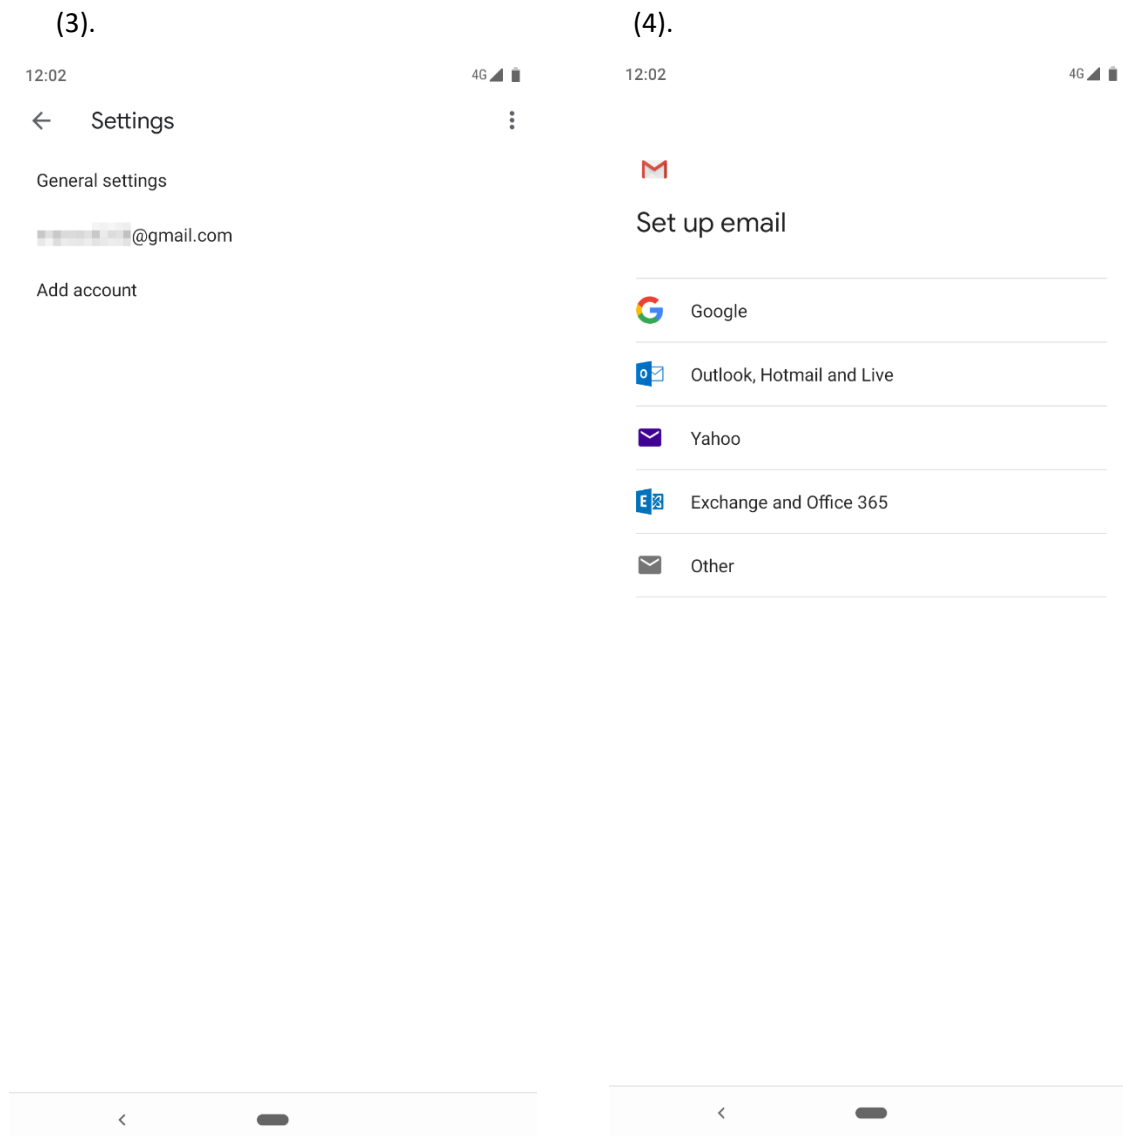 (3).
12:02
4G
Settings
General settings
@gmail.com
Add account
(4).
12:02
4G
Set up email
Google
Outlook, Hotmail and Live
Yahoo
Exchange and Office 365
Other